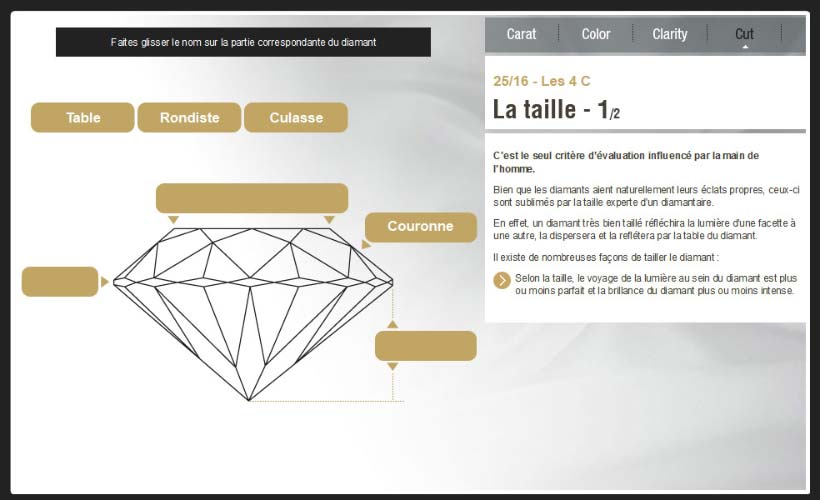 Faites glisser le nom sur la partie correspondante du diamant
Table
Rondiste
Culasse
Couronne
Carat
Color
Clarity
Cut
25/16 - Les 4 C
La taille - 1/2
C'est le seul critère d'évaluation influencé par la main de
l'homme.
Bien que les diamants aient naturellement leurs éclats propres, ceux-ci
sont sublimés par la taille experte d'un diamantaire.
En effet, un diamant très bien taillé réfléchira la lumière d'une facette à
une autre, la dispersera et la reflétera par la table du diamant.
Il existe de nombreuses façons de tailler le diamant :
Selon la taille, le voyage de la lumière au sein du diamant est plus
ou moins parfait et la brillance du diamant plus ou moins intense.